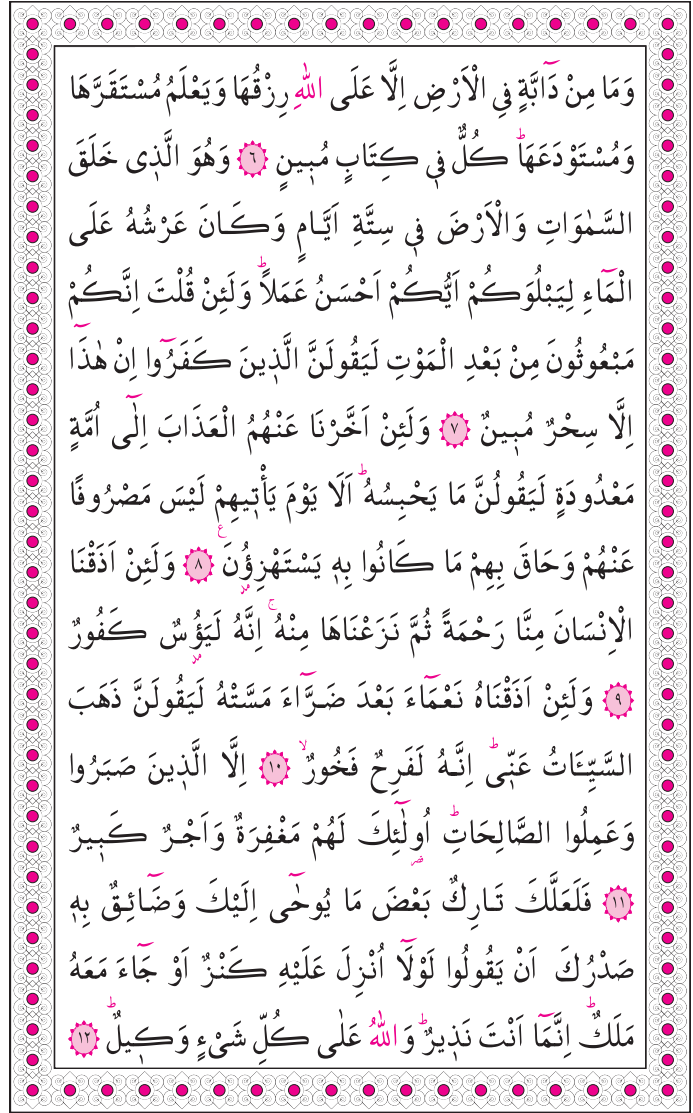 وَمَا مِنْ دَٓابَّةٍ فِي الْاَرْضِ اِلَّا عَلَى اللّٰهِ رِزْقُهَا وَيَعْلَمُ مُسْتَقَرَّهَا
وَمُسْتَوْدَعَهَاۜ كُلٌّ ف۪ي كِتَابٍ مُب۪ينٍ ﴿٦﴾ وَهُوَ الَّذ۪ي خَلَقَ
السَّمٰوَاتِ وَالْاَرْضَ ف۪ي سِتَّةِ اَيَّامٍ وَكَانَ عَرْشُهُ عَلَى
الْمَٓاءِ لِيَبْلُوَكُمْ اَيُّكُمْ اَحْسَنُ عَمَلاًۜ وَلَئِنْ قُلْتَ اِنَّكُمْ
مَبْعُوثُونَ مِنْ بَعْدِ الْمَوْتِ لَيَقُولَنَّ الَّذ۪ينَ كَفَرُٓوا اِنْ هٰذَٓا
اِلَّا سِحْرٌ مُب۪ينٌ ﴿٧﴾ وَلَئِنْ اَخَّرْنَا عَنْهُمُ الْعَذَابَ اِلٰٓى اُمَّةٍ
مَعْدُودَةٍ لَيَقُولُنَّ مَا يَحْبِسُهُۜ اَلَا يَوْمَ يَأْت۪يهِمْ لَيْسَ مَصْرُوفًا
عَنْهُمْ وَحَاقَ بِهِمْ مَا كَانُوا بِه۪ يَسْتَهْزِؤُ۫نَ ﴿٨﴾ وَلَئِنْ اَذَقْنَا
الْاِنْسَانَ مِنَّا رَحْمَةً ثُمَّ نَزَعْنَاهَا مِنْهُۚ اِنَّهُ لَيَؤُ۫سٌ كَفُورٌ
﴿٩﴾ وَلَئِنْ اَذَقْنَاهُ نَعْمَٓاءَ بَعْدَ ضَرَّٓاءَ مَسَّتْهُ لَيَقُولَنَّ ذَهَبَ
السَّيِّـَٔاتُ عَنّ۪يۜ اِنَّهُ لَفَرِحٌ فَخُورٌۙ ﴿١٠﴾ اِلَّا الَّذ۪ينَ صَبَرُوا
وَعَمِلُوا الصَّالِحَاتِۜ اُو۬لٰٓئِكَ لَهُمْ مَغْفِرَةٌ وَاَجْرٌ كَب۪يرٌ
﴿١١﴾ فَلَعَلَّكَ تَارِكٌ بَعْضَ مَا يُوحٰٓى اِلَيْكَ وَضَٓائِقٌ بِه۪
صَدْرُكَ اَنْ يَقُولُوا لَوْلَٓا اُنْزِلَ عَلَيْهِ كَنْزٌ اَوْ جَٓاءَ مَعَهُ
مَلَكٌۜ اِنَّمَٓا اَنْتَ نَذ۪يرٌۜ وَاللّٰهُ عَلٰى كُلِّ شَيْءٍ وَك۪يلٌۜ ﴿١٢﴾